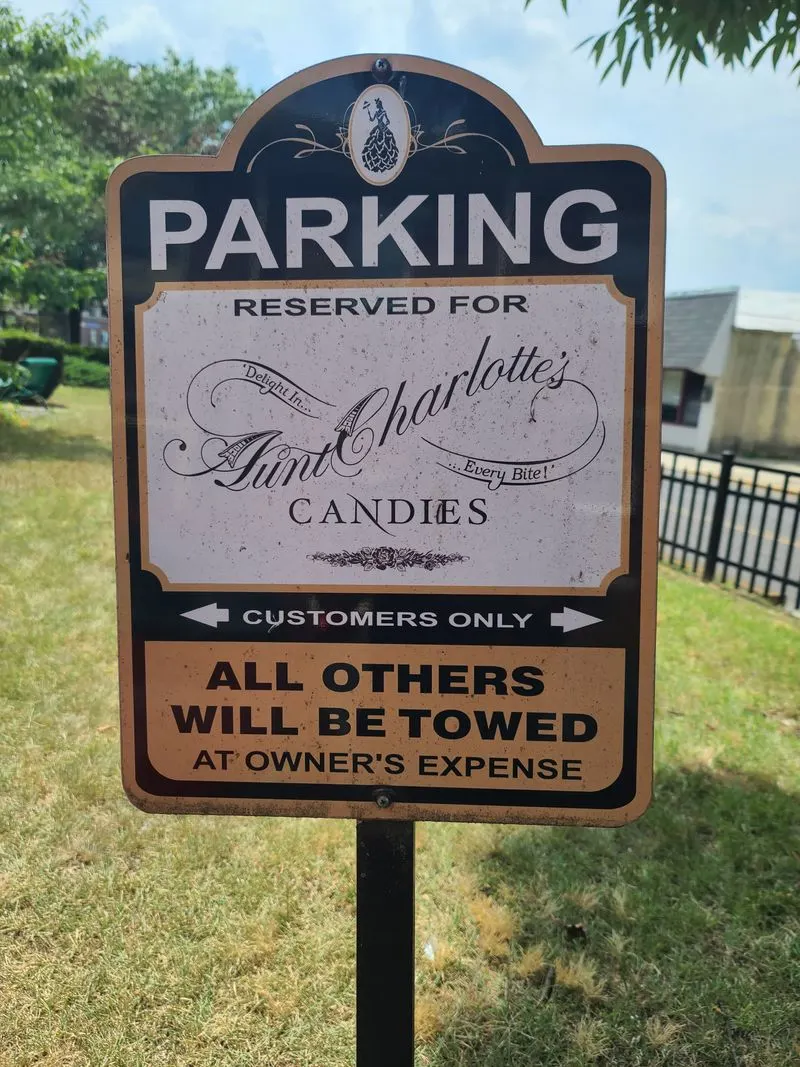 PARKING
RESERVED FOR
'Delight In...
Aunt Charlotte's
...Every Bite!'
CANDIES
CUSTOMERS ONLY
ALL OTHERS
WILL BE TOWED
AT OWNER'S EXPENSE